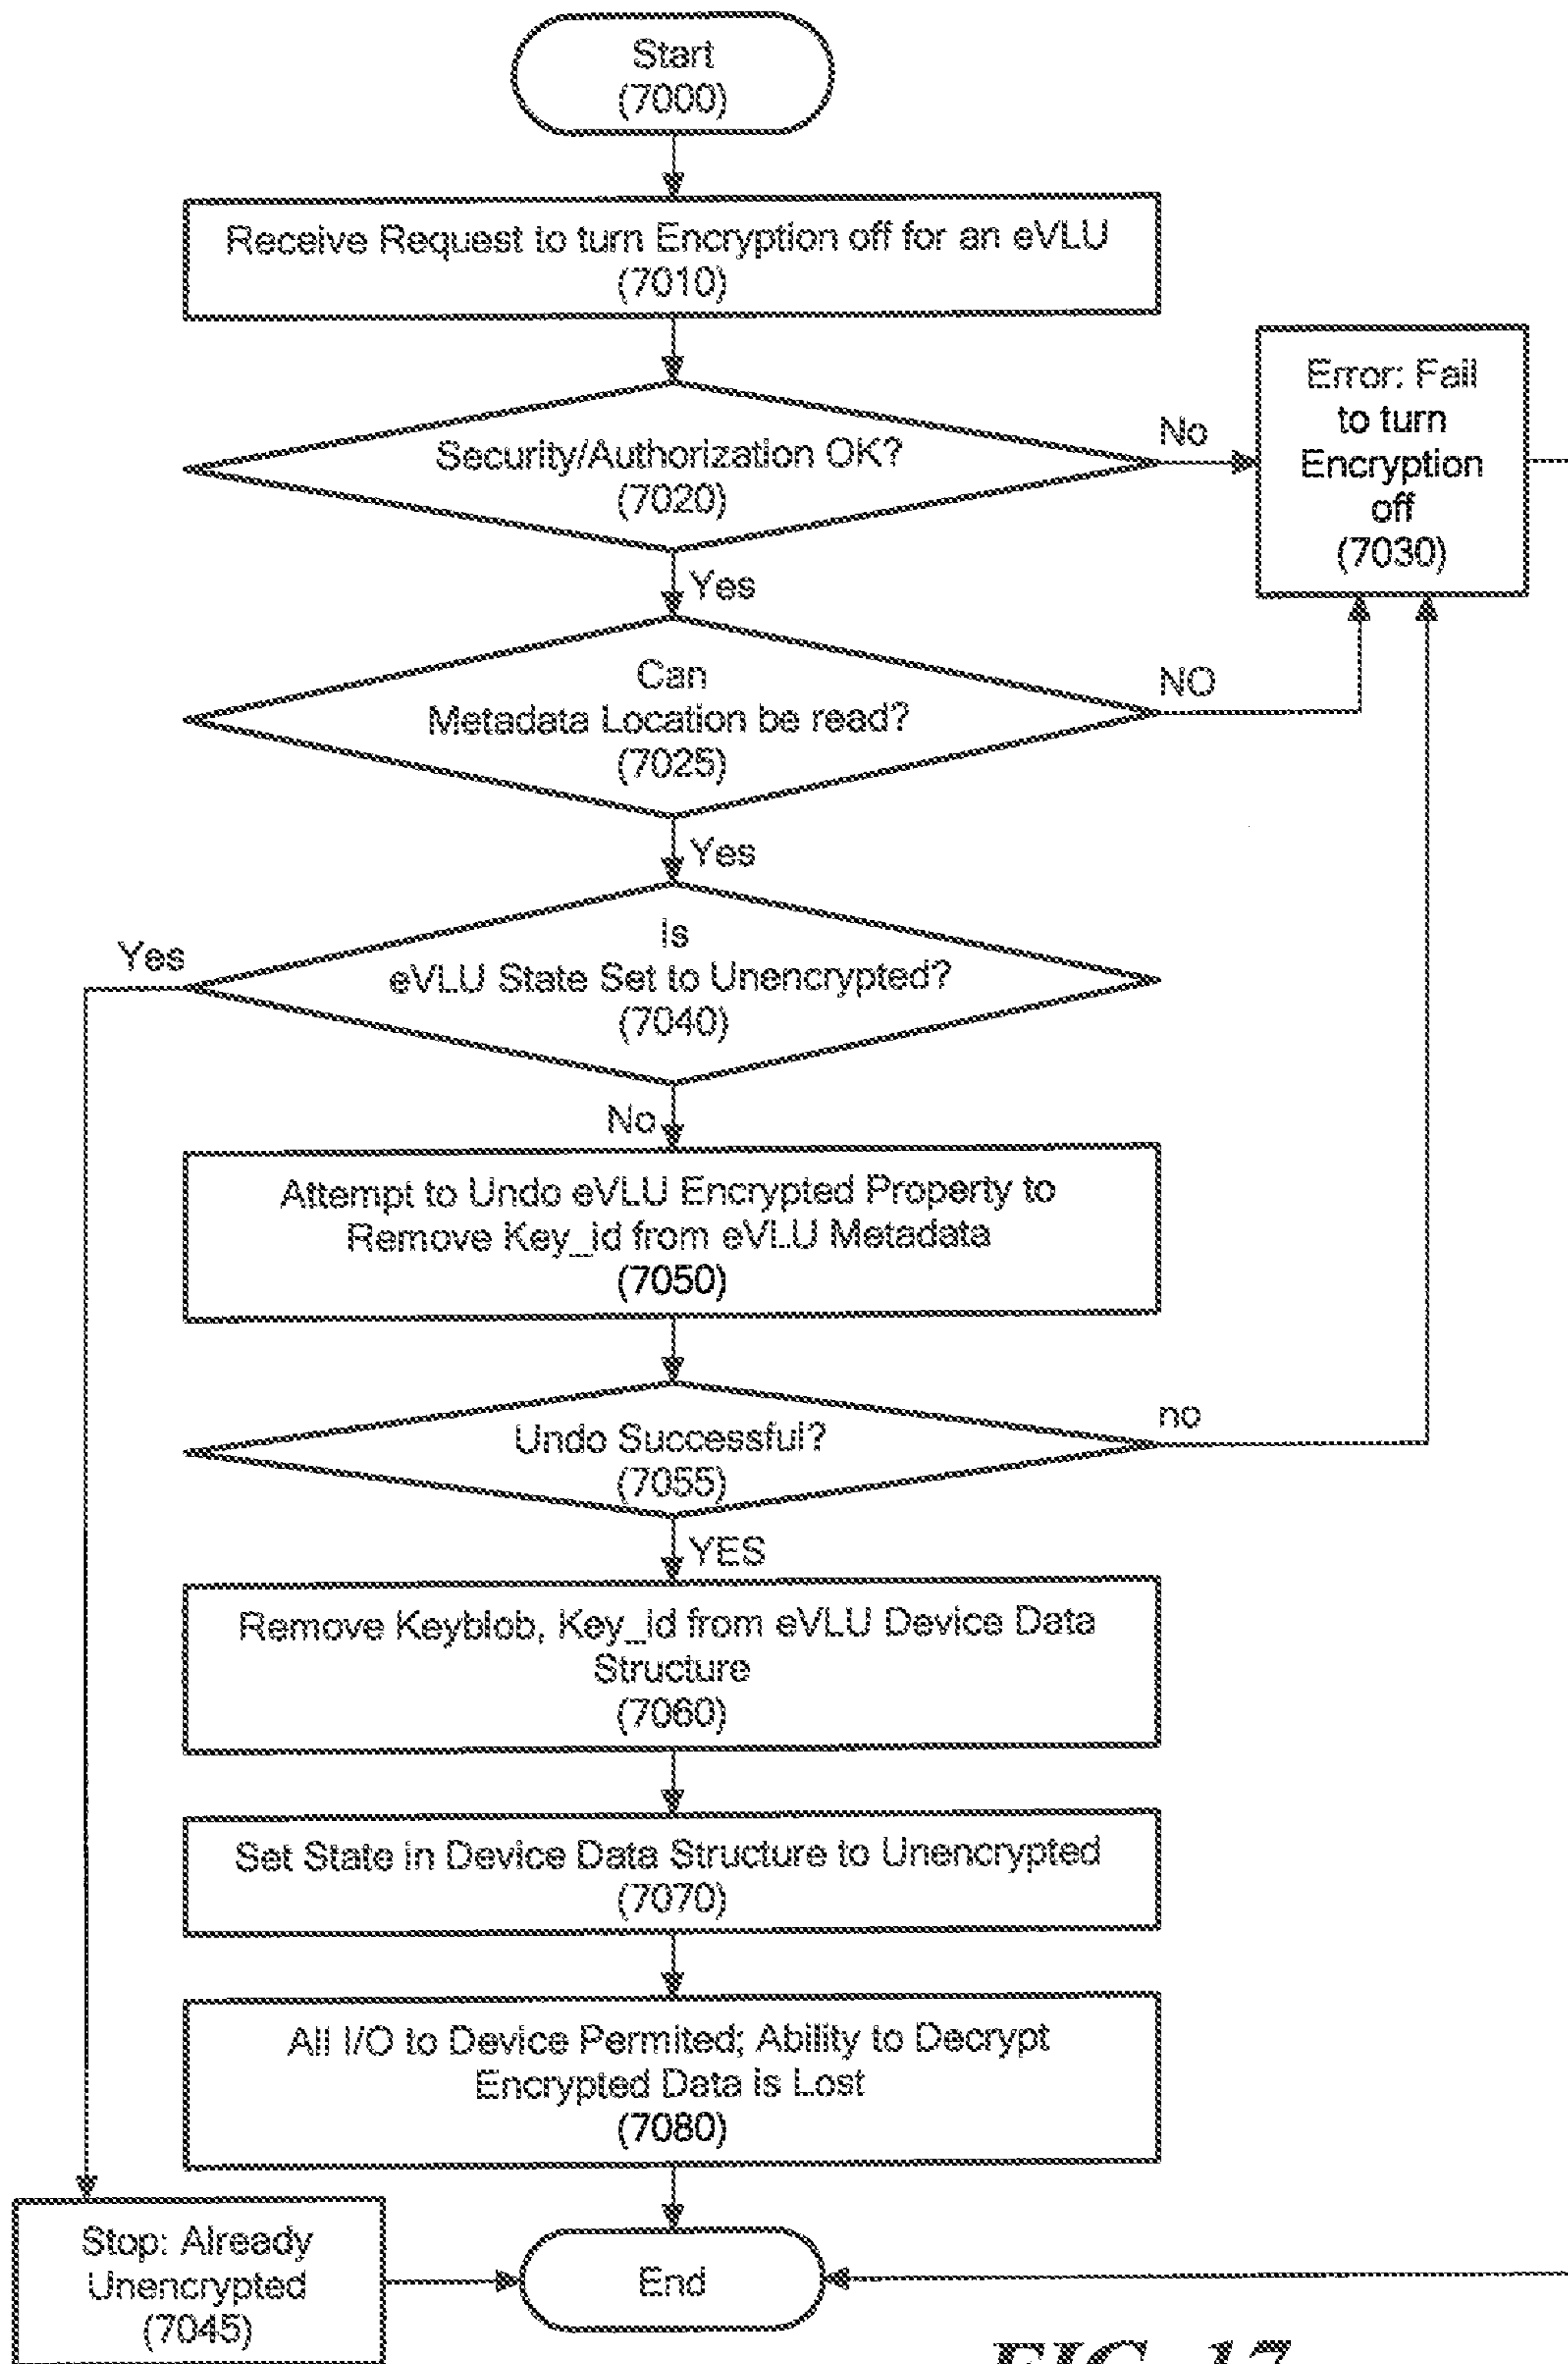 Start
(7000)
Receive Request to turn Encryption off for an eVLU
(7010)
Security/Authorization OK?
(7020)
No
Error: Fail
to turn
Encryption
off
(7030)
Yes
Can
Metadata Location be read?
(7025)
NO
Yes
Is
eVLU State Set to Unencrypted?
(7040)
Yes
No
Attempt to Undo eVLU Encrypted Property to
Remove Key_id from eVLU Metadata
(7050)
Undo Successful?
(7055)
no
YES
Remove Keyblob, Key_id from eVLU Device Data
Structure
(7060)
Set State in Device Data Structure to Unencrypted
(7070)
All I/O to Device Permited; Ability to Decrypt
Encrypted Data is Lost
(7080)
Stop: Already
Unencrypted
(7045)
End
FIG. 17